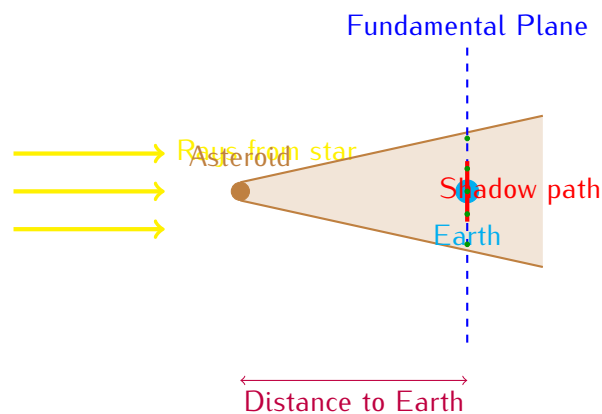 Fundamental Plane
Rays from star
Asteroid
Shadow path
Earth
Distance to Earth